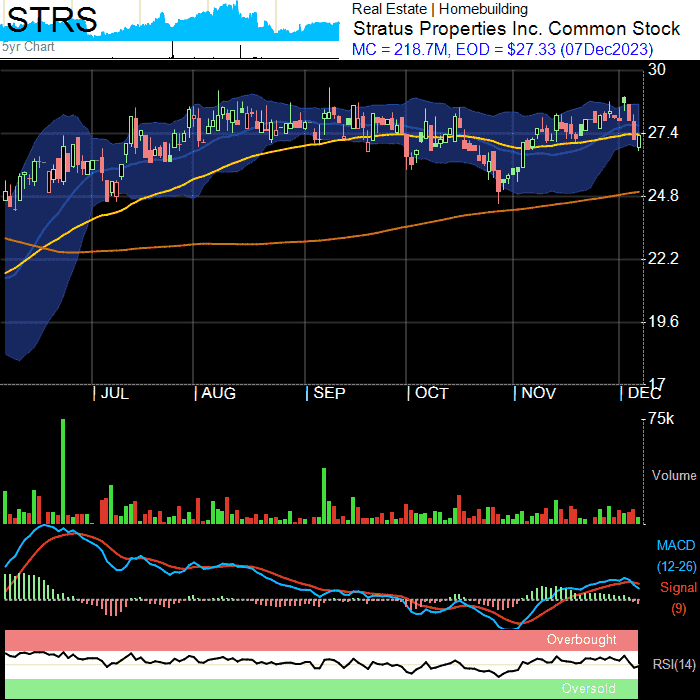 STRS
5yr Chart
Real Estate | Homebuilding
Stratus Properties Inc. Common Stock
MC = 218.7M, EOD = $27.33 (07Dec2023)
30
27.4
24.8
22.2
19.6
17
| JUL | AUG | SEP | OCT | NOV | DEC
75k
Volume
MACD
(12-26)
Signal
(9)
Overbought
RSI(14)
Oversold